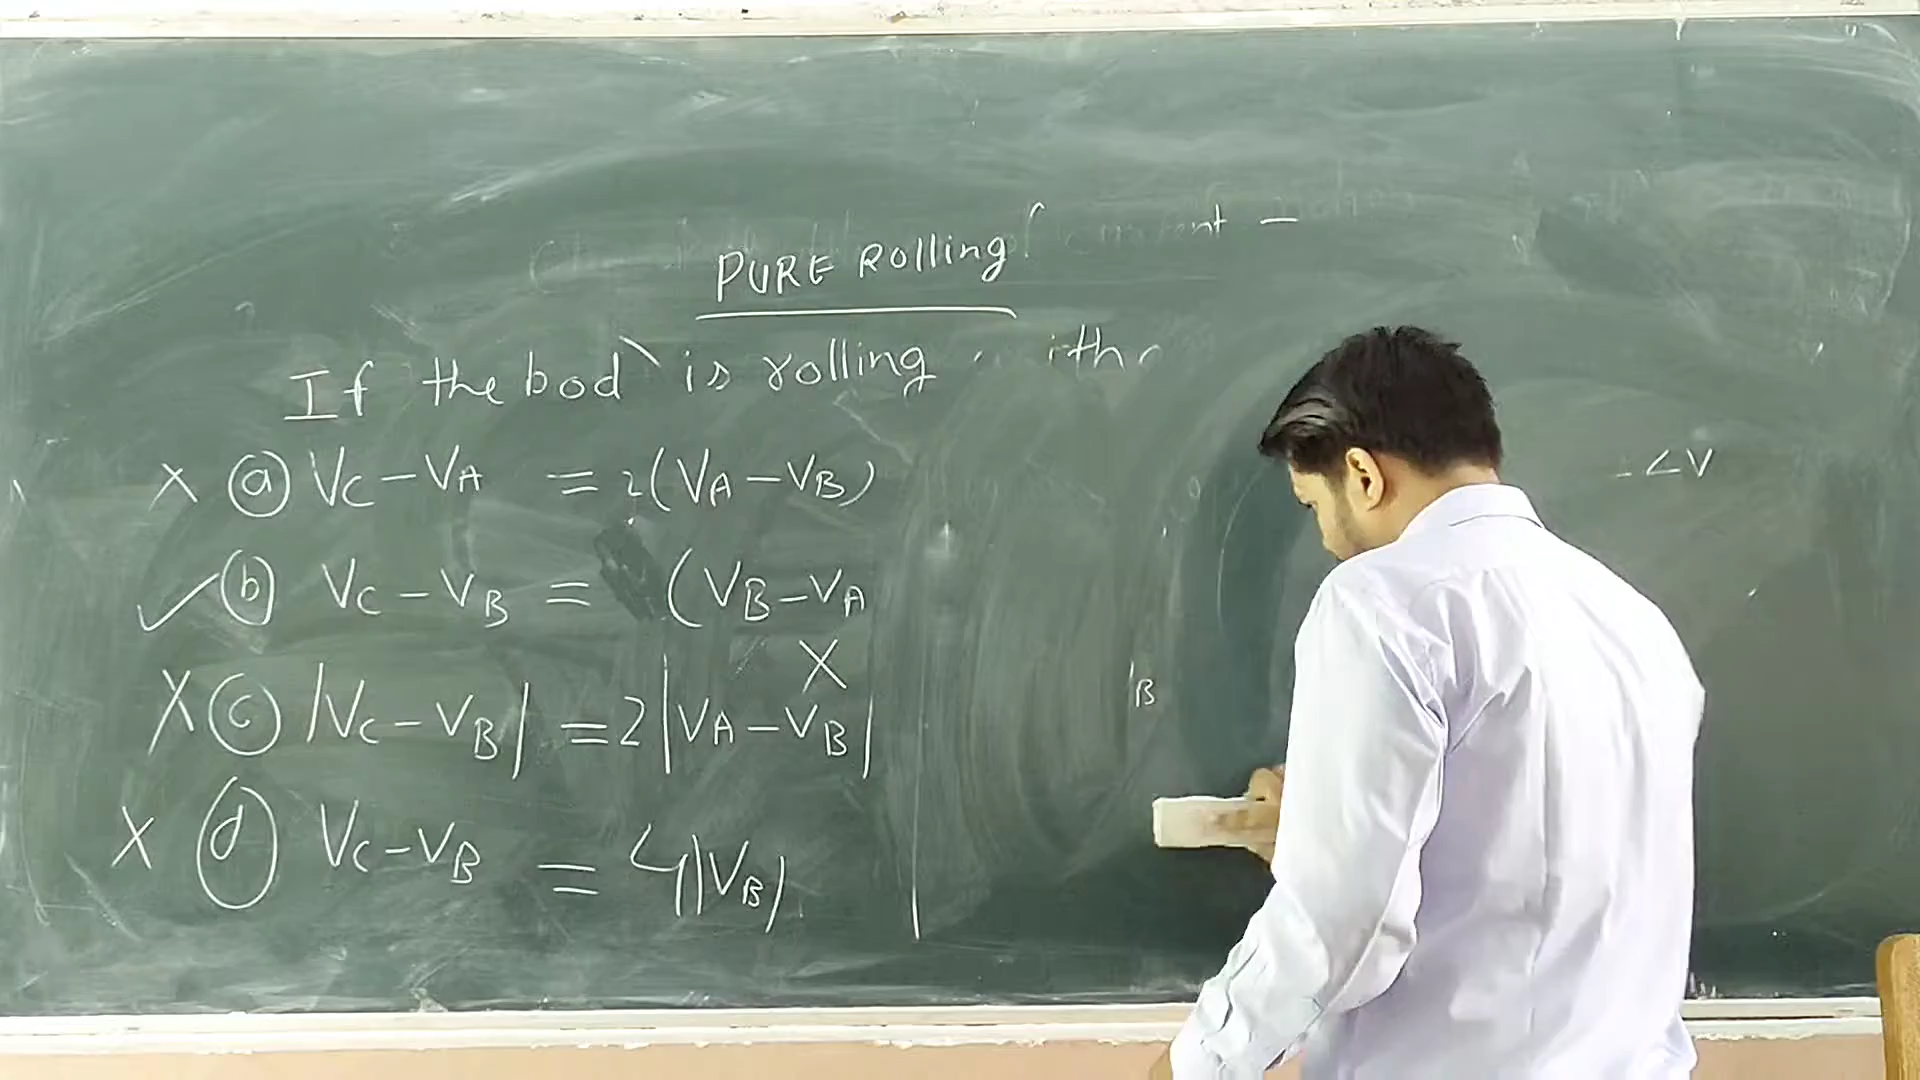 PURE Rolling
If the bod is rolling
X ⓐ VC – VA = 2(VA – VB)
✓ ⓑ VC – VB = (VB – VA
X
X ⓒ |VC – VB| = 2|VA – VB|
X ⓓ VC – VB = 4|VB|
B
- < V